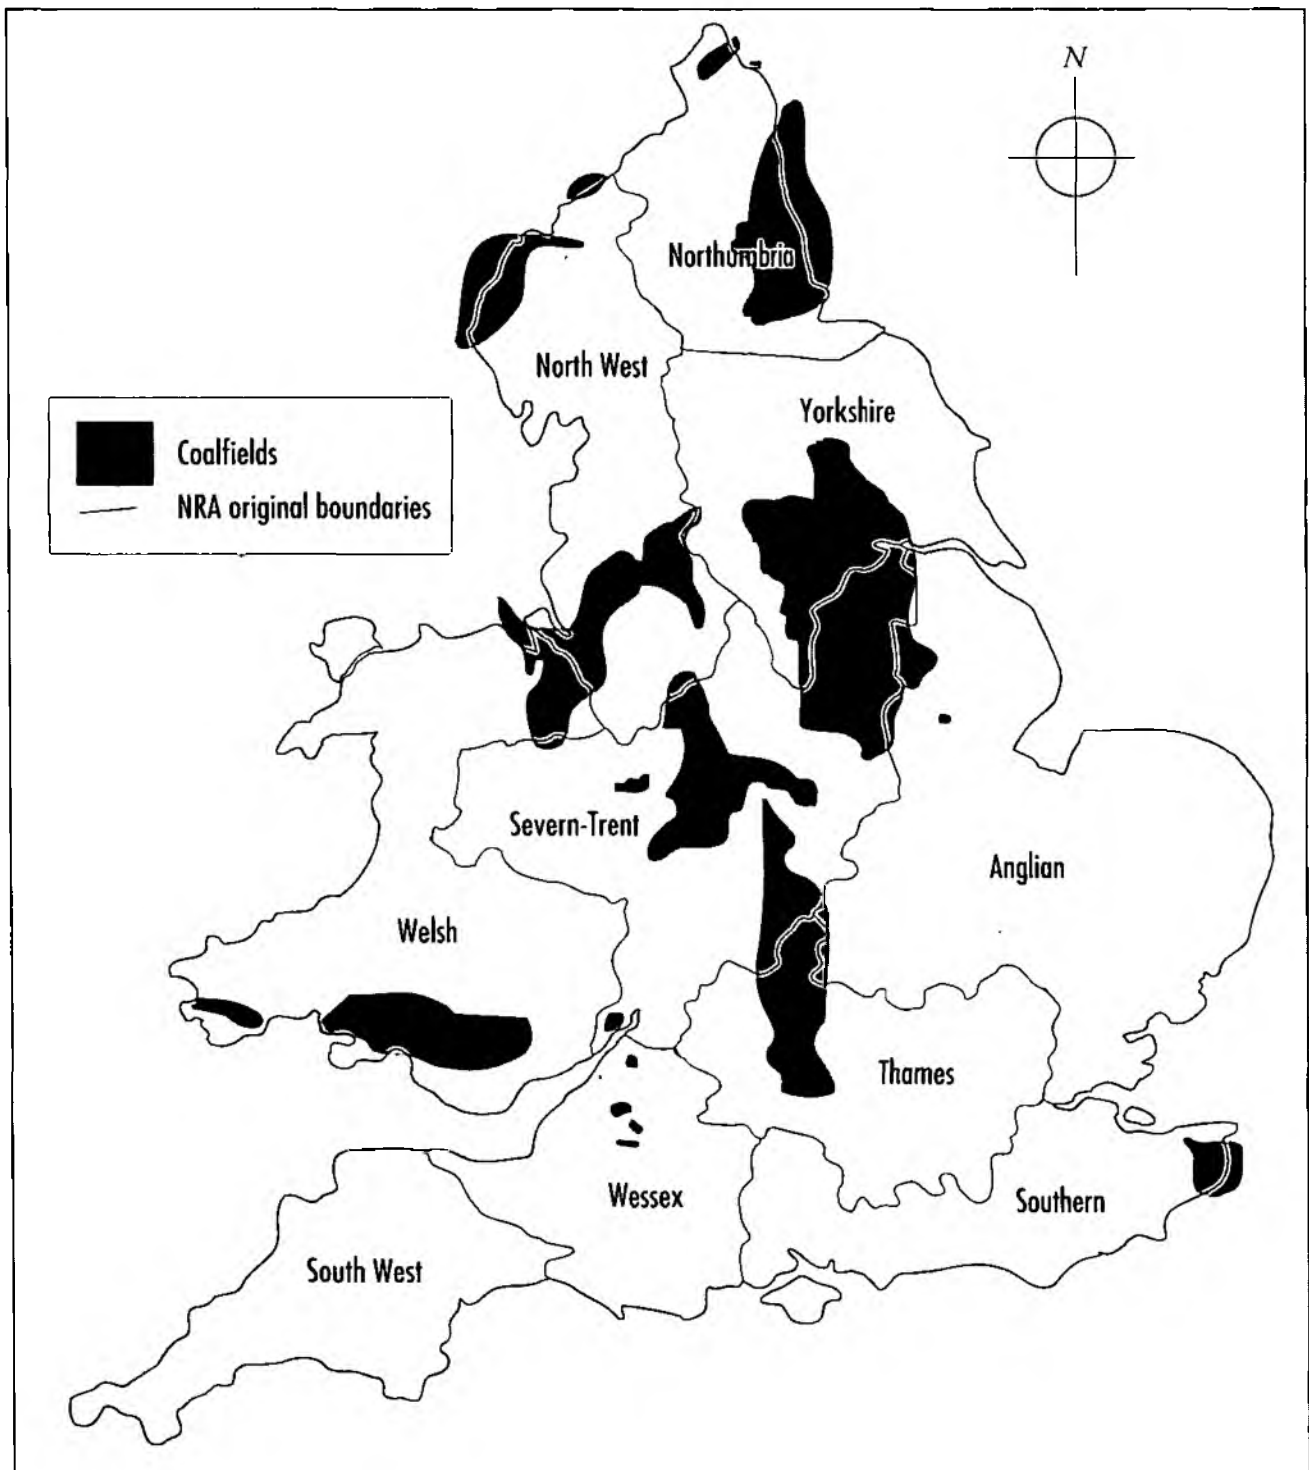 N
Northumbria
North West
Yorkshire
Coalfields
NRA original boundaries
Severn-Trent
Anglian
Welsh
Thames
Wessex
Southern
South West